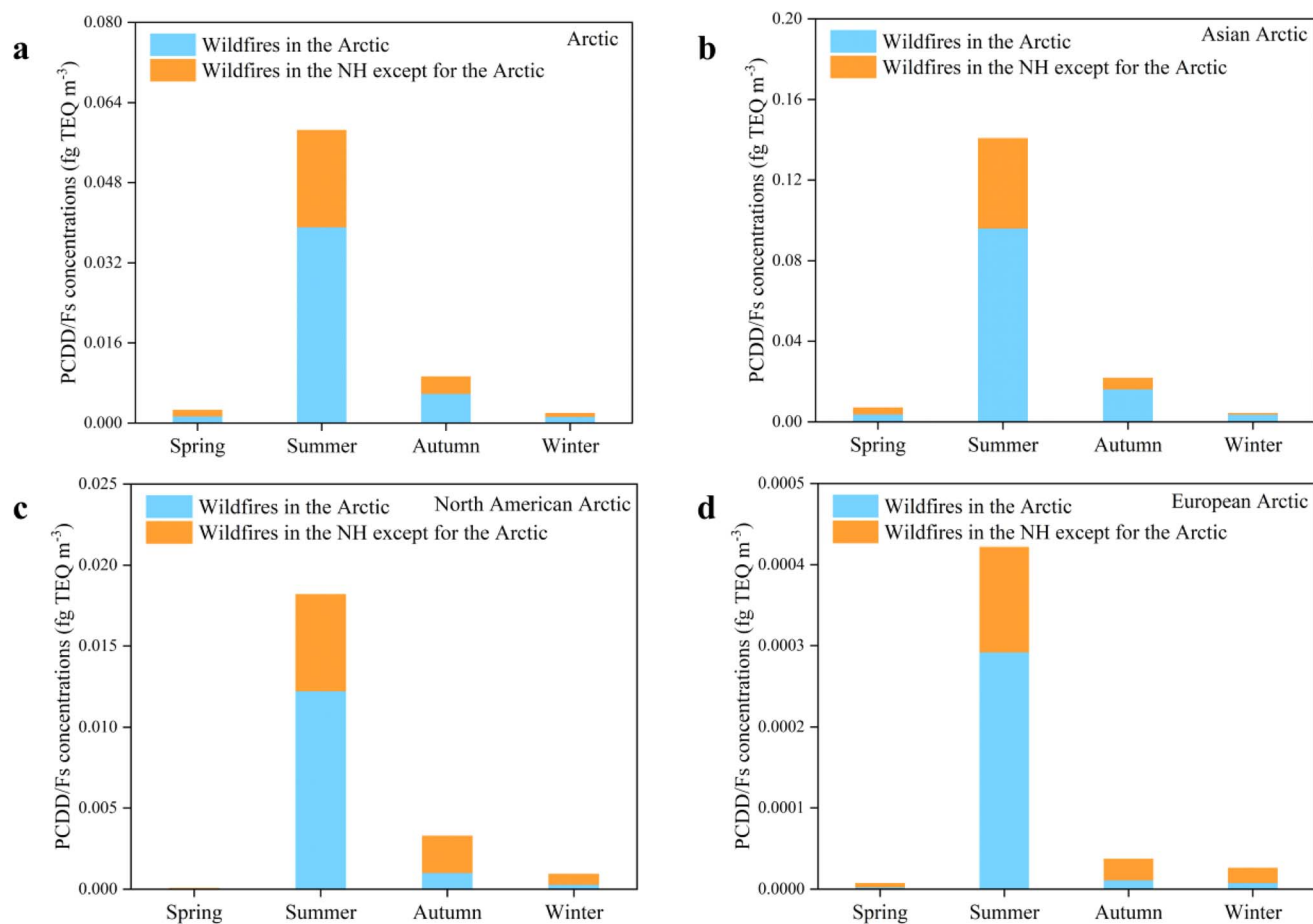 a
Arctic
Wildfires in the Arctic
Wildfires in the NH except for the Arctic
PCDD/Fs concentrations (fg TEQ m⁻³)
0.080
0.064
0.048
0.032
0.016
0.000
Spring Summer Autumn Winter
b
Asian Arctic
Wildfires in the Arctic
Wildfires in the NH except for the Arctic
PCDD/Fs concentrations (fg TEQ m⁻³)
0.20
0.16
0.12
0.08
0.04
0.00
Spring Summer Autumn Winter
c
North American Arctic
Wildfires in the Arctic
Wildfires in the NH except for the Arctic
PCDD/Fs concentrations (fg TEQ m⁻³)
0.025
0.020
0.015
0.010
0.005
0.000
Spring Summer Autumn Winter
d
European Arctic
Wildfires in the Arctic
Wildfires in the NH except for the Arctic
PCDD/Fs concentrations (fg TEQ m⁻³)
0.0005
0.0004
0.0003
0.0002
0.0001
0.0000
Spring Summer Autumn Winter